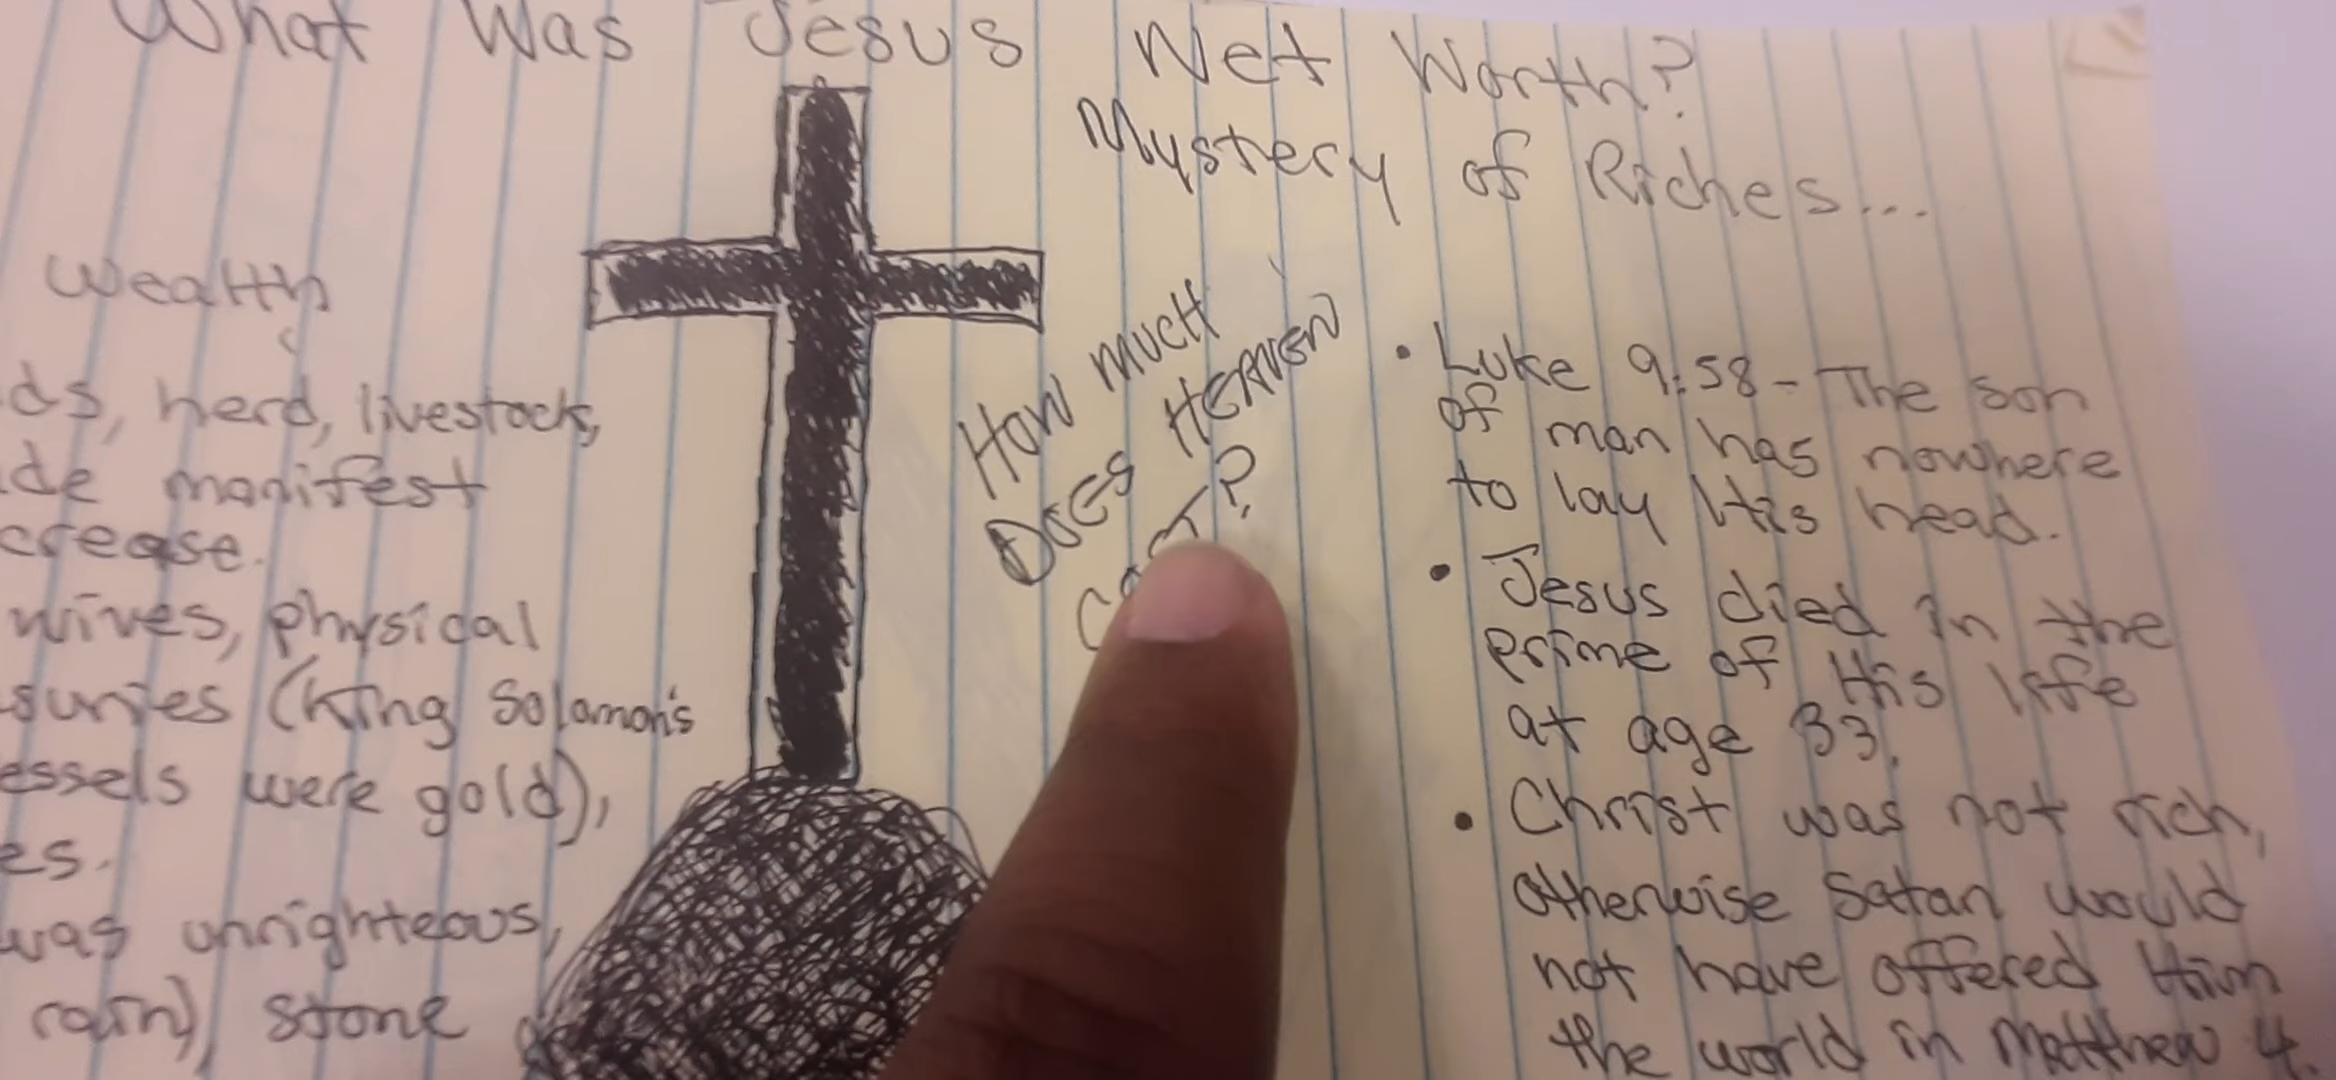 What Was Jesus Net Worth?
Mystery of Riches...
Wealth
ds, herd, livestock,
de manifest
crease.
wives, physical
suries (King Solomon's
essels were gold),
es.
was unrighteous,
rain), stone
How much
Does Heaven
?
• Luke 9:58 - The son
of man has nowhere
to lay His head.
• Jesus died in the
prime of His life
at age 33.
• Christ was not rich,
otherwise Satan would
not have offered Him
the world in Matthew 4.